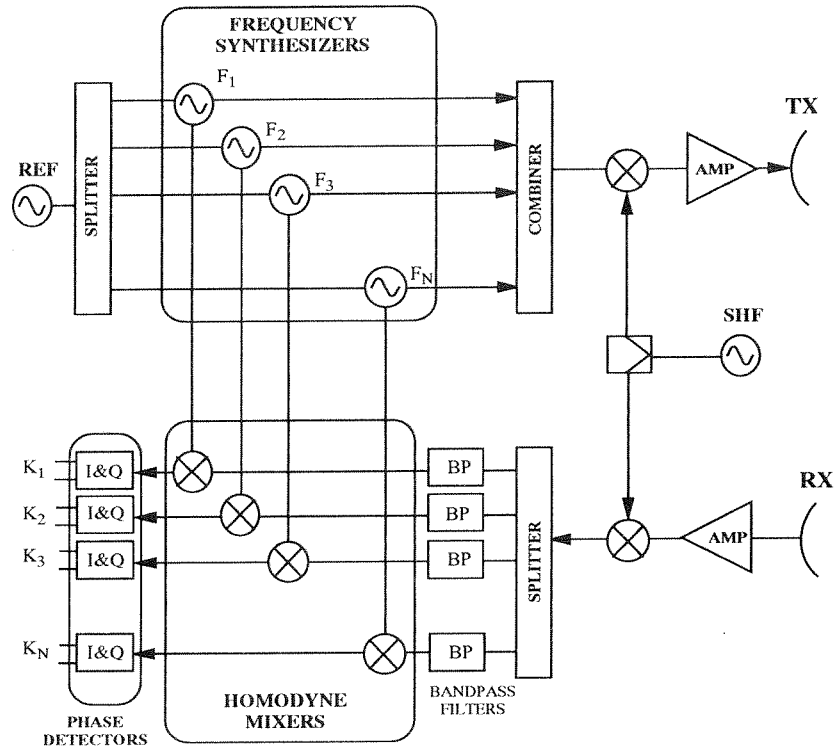 FREQUENCY
SYNTHESIZERS
F1
F2
F3
FN
REF
SPLITTER
COMBINER
AMP
TX
SHF
K1
I&Q
BP
K2
I&Q
BP
K3
I&Q
BP
KN
I&Q
BP
SPLITTER
AMP
RX
HOMODYNE
MIXERS
BANDPASS
FILTERS
PHASE
DETECTORS